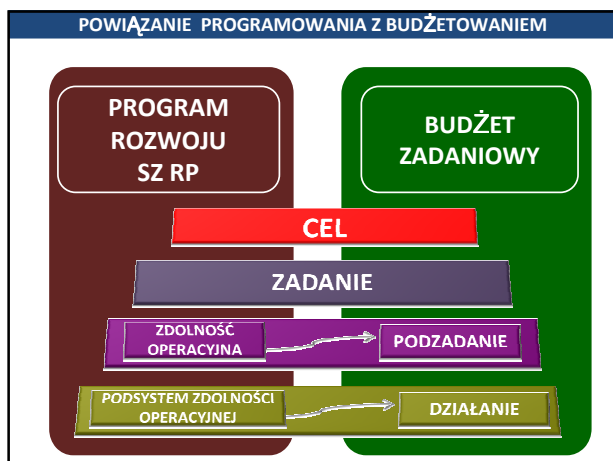 POWIĄZANIE PROGRAMOWANIA Z BUDŻETOWANIEM
PROGRAM
ROZWOJU
SZ RP
BUDŻET
ZADANIOWY
CEL
ZADANIE
ZDOLNOŚĆ
OPERACYJNA
PODZADANIE
PODSYSTEM ZDOLNOŚCI
OPERACYJNEJ
DZIAŁANIE